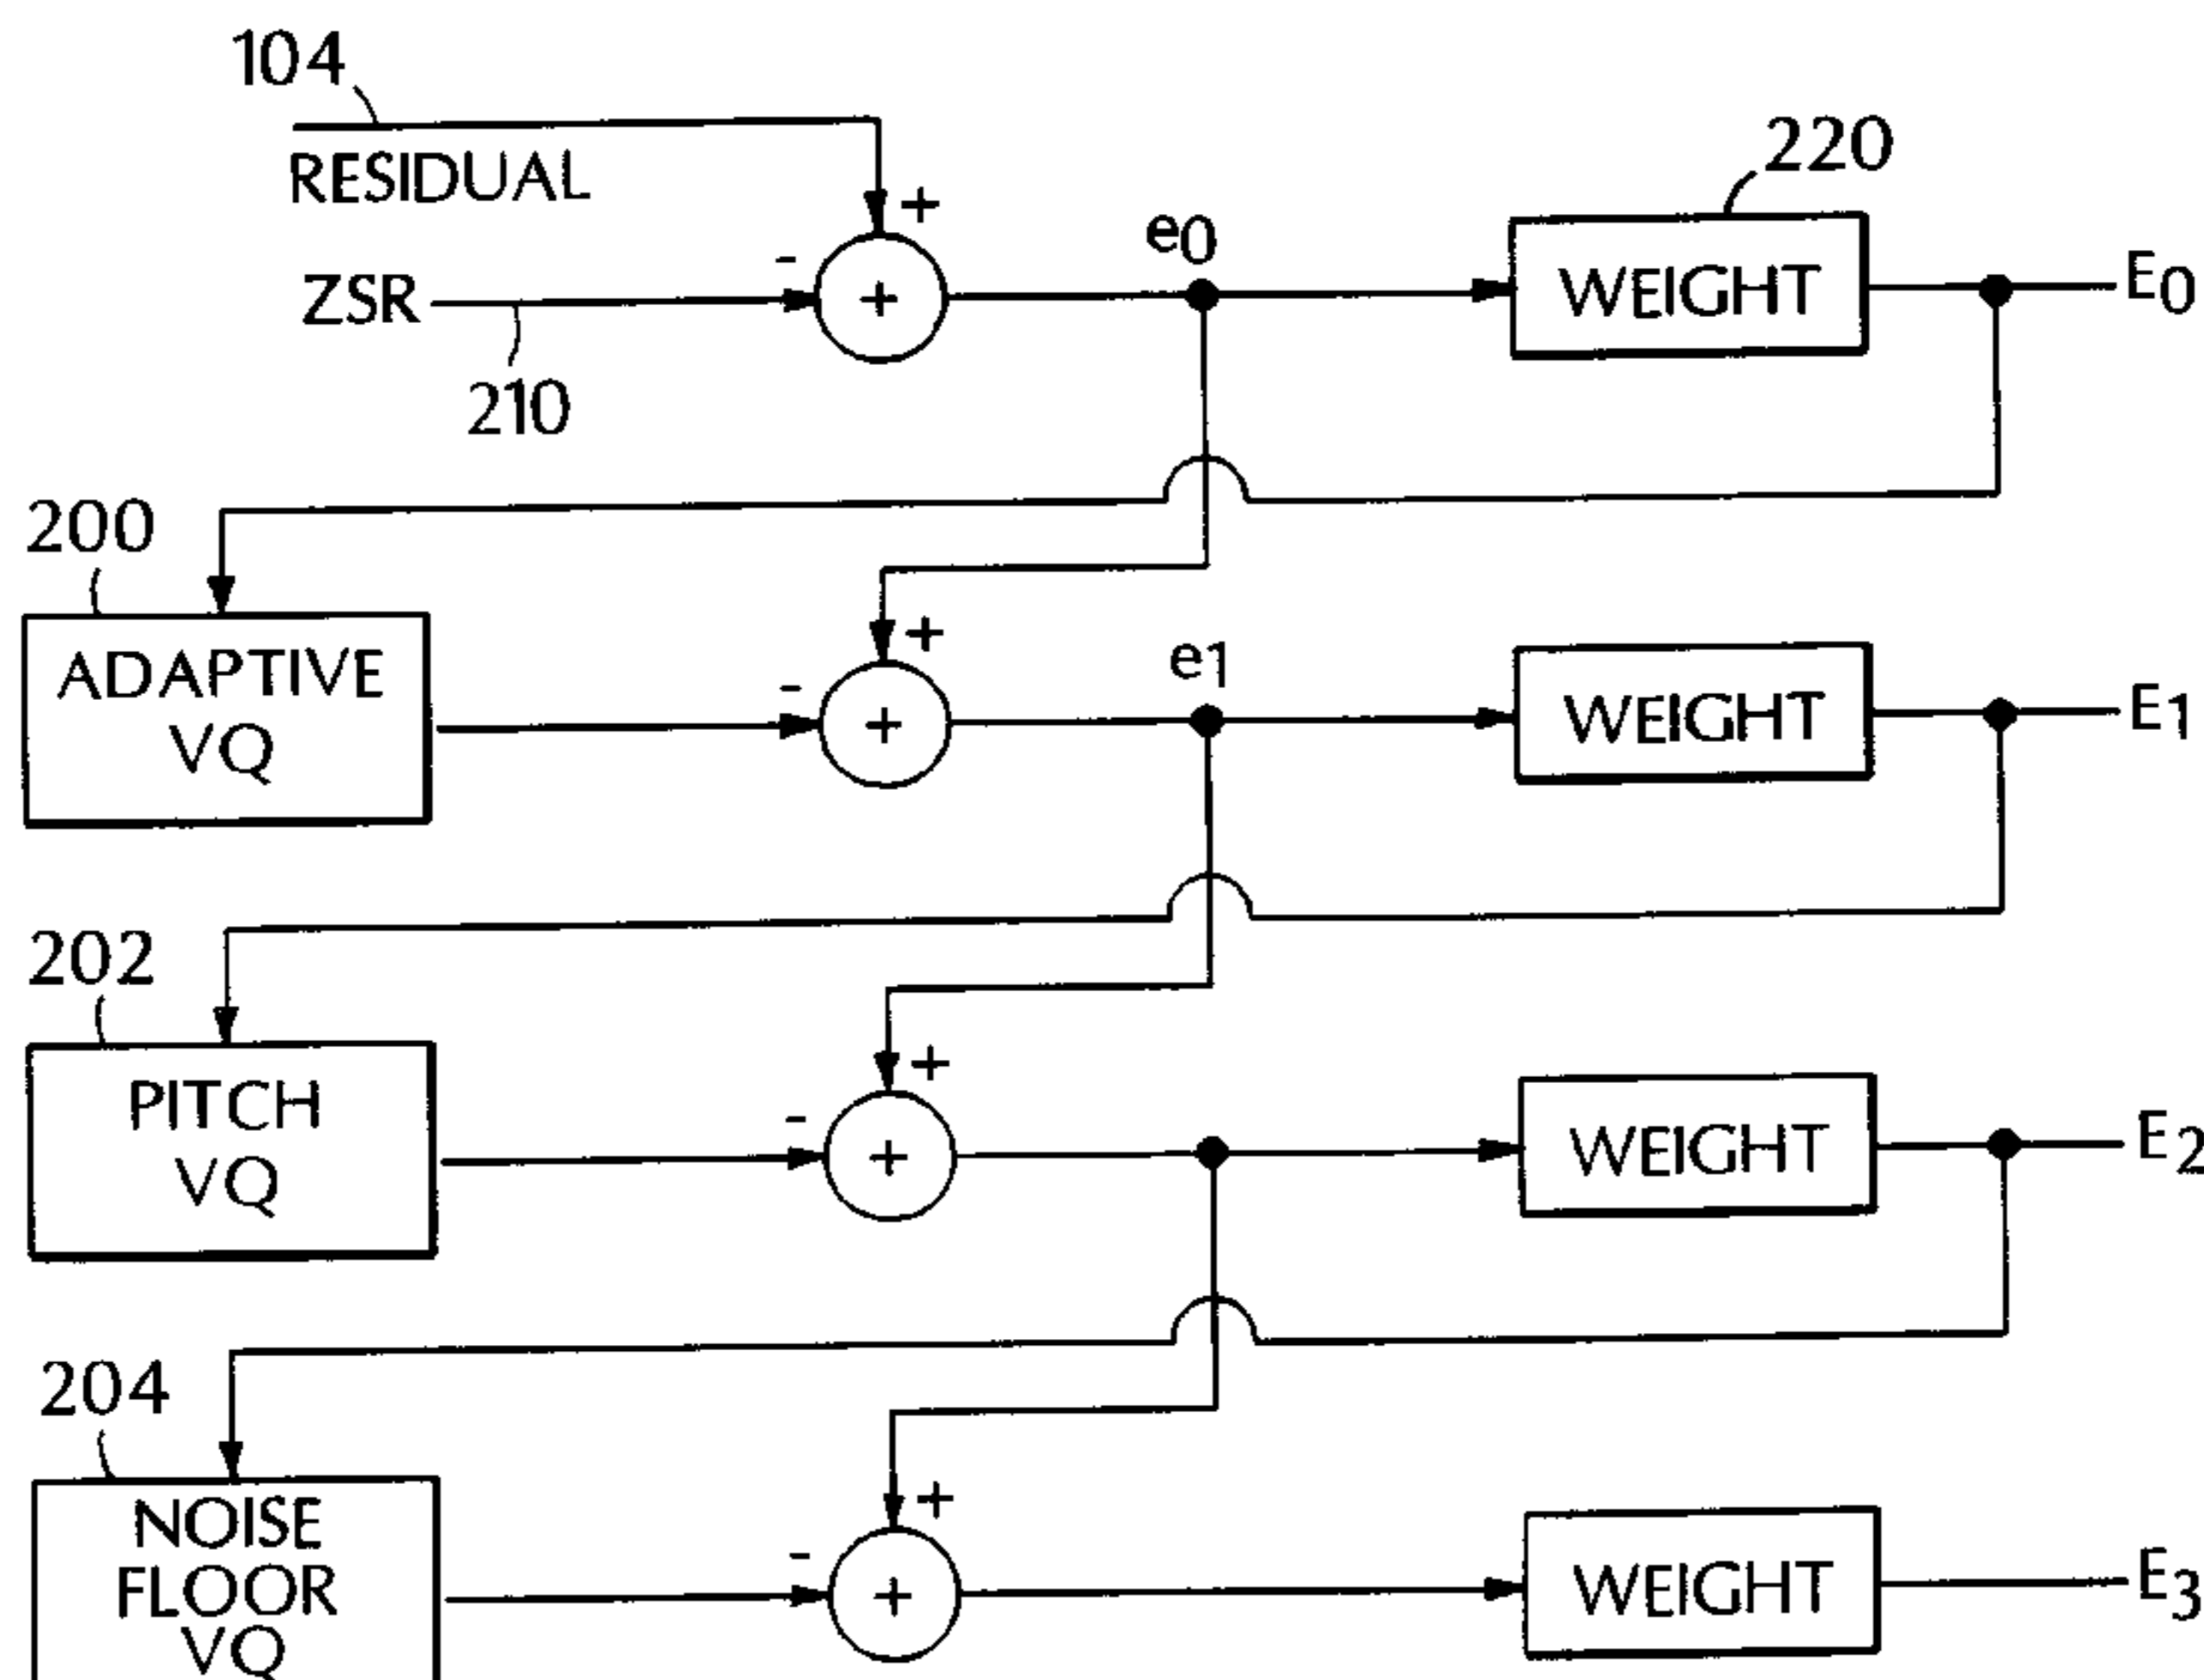 104
RESIDUAL
+
220
e0
-
ZSR
+
WEIGHT
E0
210
200
+
e1
ADAPTIVE
VQ
-
+
WEIGHT
E1
202
+
PITCH
VQ
-
+
WEIGHT
E2
204
+
NOISE
FLOOR
VQ
-
+
WEIGHT
E3